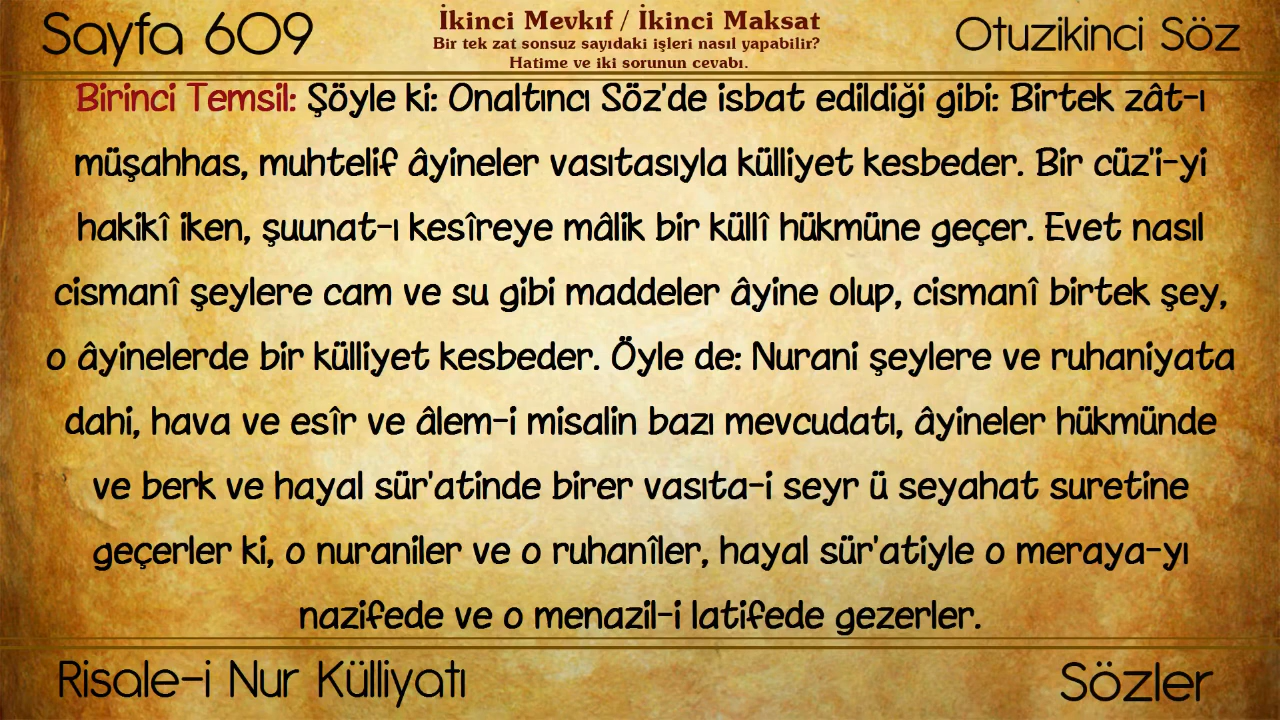 Sayfa 609
İkinci Mevkıf / İkinci Maksat
Bir tek zat sonsuz sayıdaki işleri nasıl yapabilir?
Hatime ve iki sorunun cevabı.
Otuzikinci Söz
Birinci Temsil: Şöyle ki: Onaltıncı Söz'de isbat edildiği gibi: Birtek zât-ı
müşahhas, muhtelif âyineler vasıtasıyla külliyet kesbeder. Bir cüz'i-yi
hakikî iken, şuunat-ı kesîreye mâlik bir küllî hükmüne geçer. Evet nasıl
cismanî şeylere cam ve su gibi maddeler âyine olup, cismanî birtek şey,
o âyinelerde bir külliyet kesbeder. Öyle de: Nurani şeylere ve ruhaniyata
dahi, hava ve esîr ve âlem-i misalin bazı mevcudatı, âyineler hükmünde
ve berk ve hayal sür'atinde birer vasıta-i seyr ü seyahat suretine
geçerler ki, o nuraniler ve o ruhanîler, hayal sür'atiyle o meraya-yı
nazifede ve o menazil-i latifede gezerler.
Risale-i Nur Külliyatı
Sözler